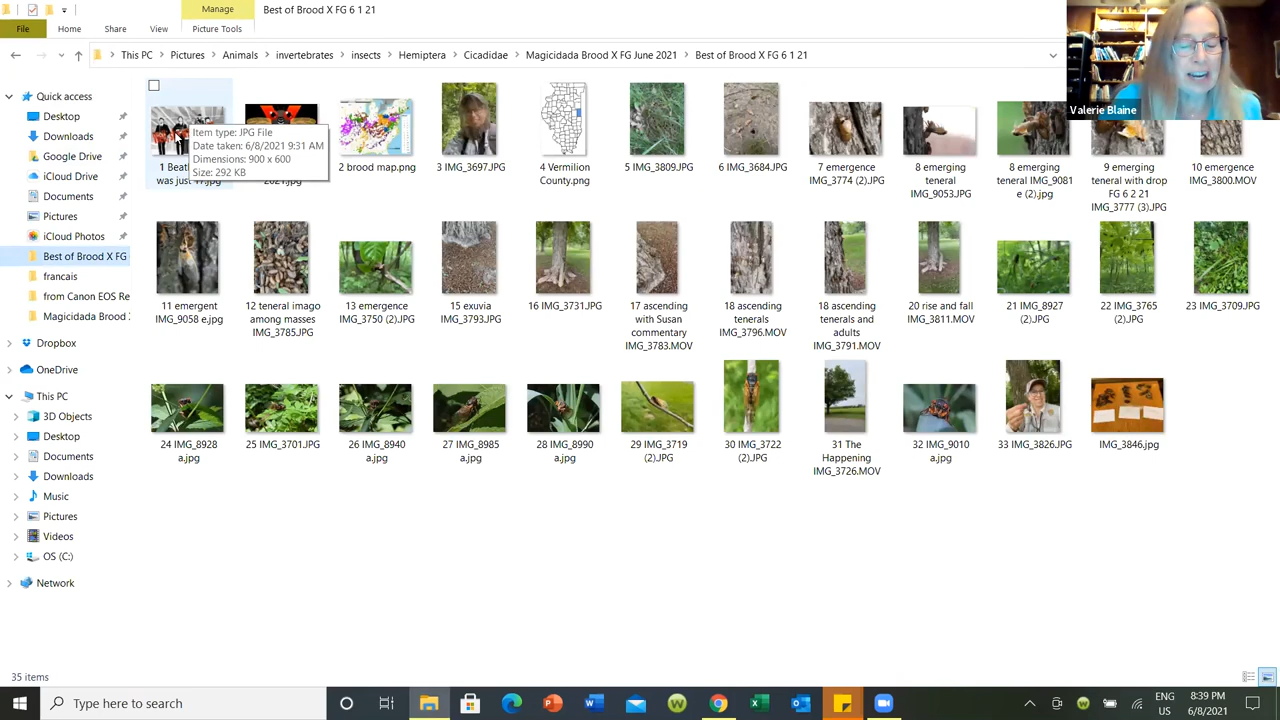 Manage
Best of Brood X FG 6 1 21
File
Home
Share
View
Picture Tools
This PC
Pictures
Animals
invertebrates
Cicadidae
Magicidada Brood X FG June 2021
Best of Brood X FG 6 1 21
Valerie Blaine
Quick access
Desktop
Downloads
Google Drive
iCloud Drive
Documents
Pictures
iCloud Photos
Best of Brood X FG
francais
from Canon EOS Re
Magicidada Brood
Dropbox
OneDrive
This PC
3D Objects
Desktop
Documents
Downloads
Music
Pictures
Videos
OS (C:)
Network
Item type: JPG File
Date taken: 6/8/2021 9:31 AM
Dimensions: 900 x 600
Size: 292 KB
was just
2 brood map.png
3 IMG_3697.JPG
4 Vermilion
County.png
5 IMG_3809.JPG
6 IMG_3684.JPG
7 emergence
IMG_3774 (2).JPG
8 emerging
teneral
IMG_9053.JPG
8 emerging
teneral IMG_9081
e (2).jpg
9 emerging
teneral with drop
FG 6 2 21
IMG_3777 (3).JPG
10 emergence
IMG_3800.MOV
11 emergent
IMG_9058 e.jpg
12 teneral imago
among masses
IMG_3785.JPG
13 emergence
IMG_3750 (2).JPG
15 exuvia
IMG_3793.JPG
16 IMG_3731.JPG
17 ascending
with Susan
commentary
IMG_3783.MOV
18 ascending
tenerals
IMG_3796.MOV
18 ascending
tenerals and
adults
IMG_3791.MOV
20 rise and fall
IMG_3811.MOV
21 IMG_8927
(2).JPG
22 IMG_3765
(2).JPG
23 IMG_3709.JPG
24 IMG_8928
a.jpg
25 IMG_3701.JPG
26 IMG_8940
a.jpg
27 IMG_8985
a.jpg
28 IMG_8990
a.jpg
29 IMG_3719
(2).JPG
30 IMG_3722
(2).JPG
31 The
Happening
IMG_3726.MOV
32 IMG_9010
a.jpg
33 IMG_3826.JPG
IMG_3846.jpg
35 items
Type here to search
ENG
US
8:39 PM
6/8/2021